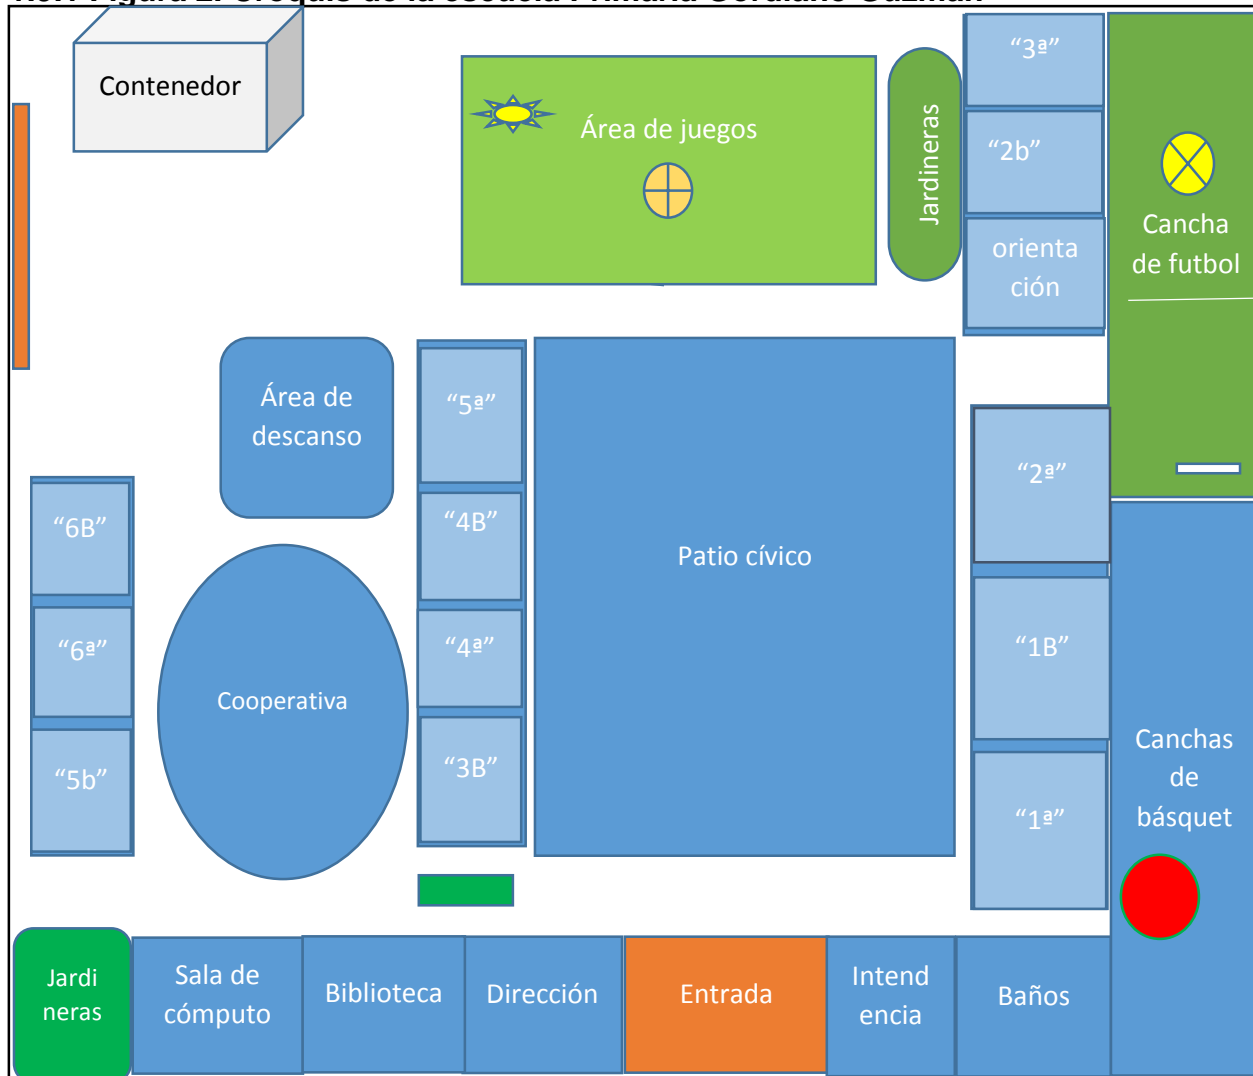 Contenedor
Área de juegos
Jardineras
“3ª”
“2b”
orienta
ción
Cancha
de futbol
Área de
descanso
“5ª”
“4B”
“4ª”
“3B”
Patio cívico
“2ª”
“1B”
“1ª”
“6B”
“6ª”
“5b”
Cooperativa
Canchas
de
básquet
Jardi
neras
Sala de
cómputo
Biblioteca
Dirección
Entrada
Intend
encia
Baños